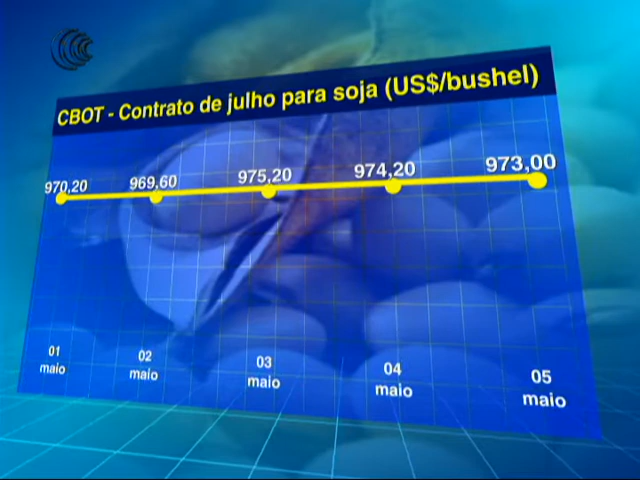 CBOT - Contrato de julho para soja (US$/bushel)
970,20 969,60 975,20 974,20 973,00
01 maio 02 maio 03 maio 04 maio 05 maio